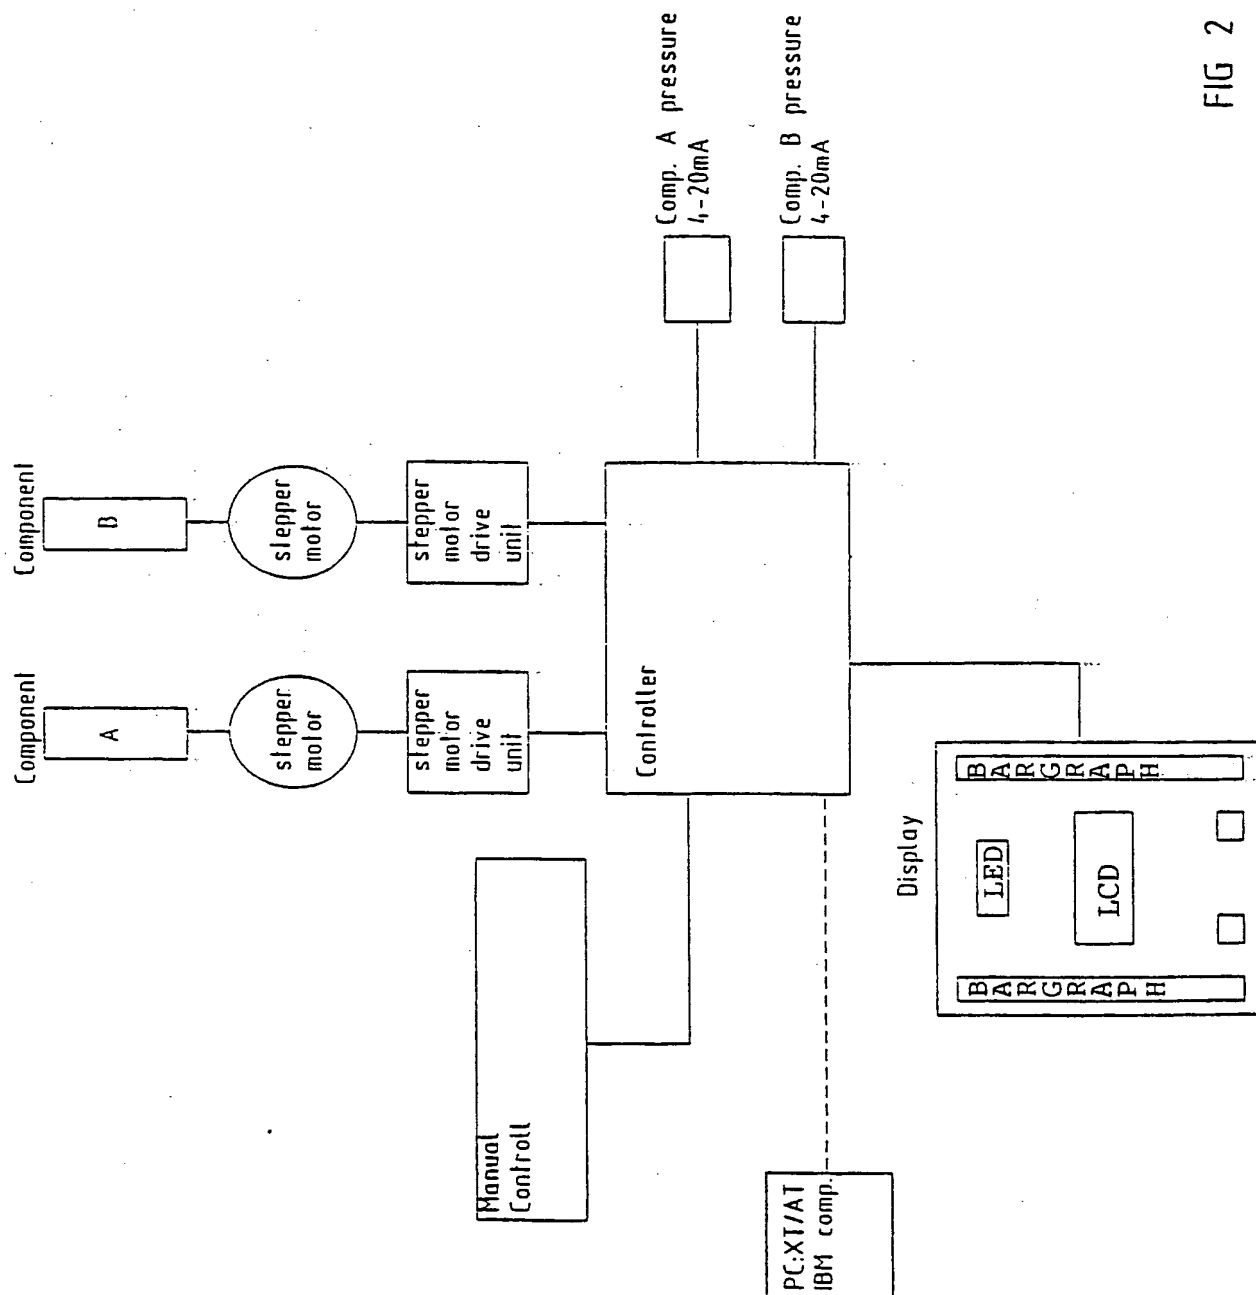 Component
A
stepper
motor
stepper
motor
drive
unit
Component
B
stepper
motor
stepper
motor
drive
unit
Manual
Controll
Controller
Comp. A pressure
4-20mA
Comp. B pressure
4-20mA
PC:XT/AT
IBM comp.
Display
BARGRAPH
LED
LCD
BARGRAPH
FIG 2